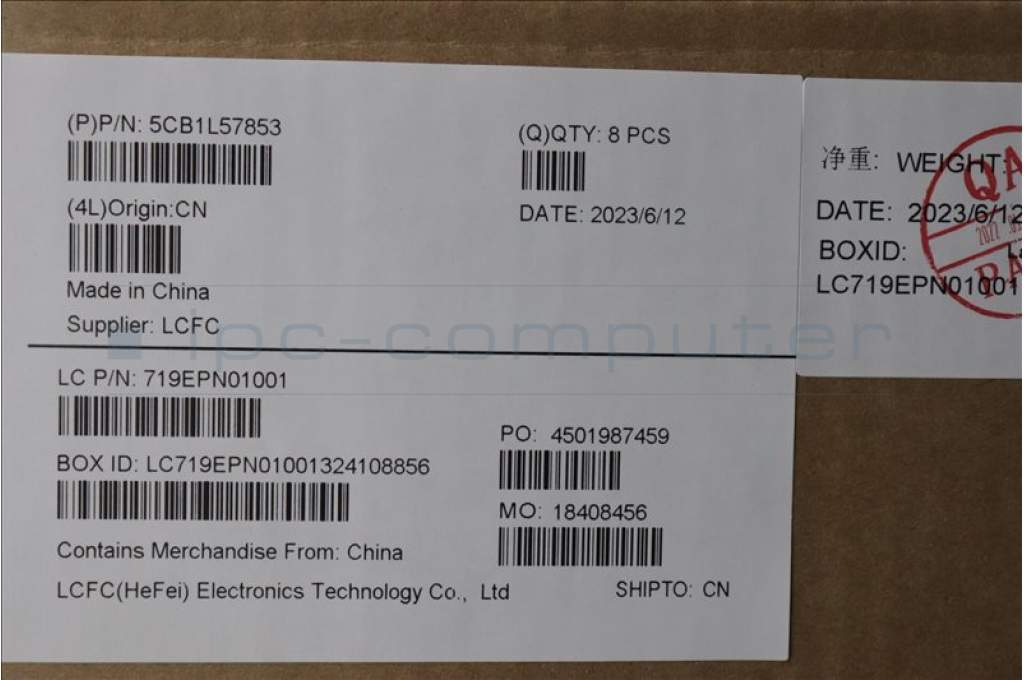 (P)P/N: 5CB1L57853
(4L)Origin:CN
Made in China
Supplier: LCFC
(Q)QTY: 8 PCS
DATE: 2023/6/12
LC P/N: 719EPN01001
BOX ID: LC719EPN01001324108856
Contains Merchandise From: China
LCFC(HeFei) Electronics Technology Co., Ltd
PO: 4501987459
MO: 18408456
SHIPTO: CN
净重: WEIGHT:
DATE: 2023/6/12
BOXID:
LC719EPN01001
QA
ipc-computer